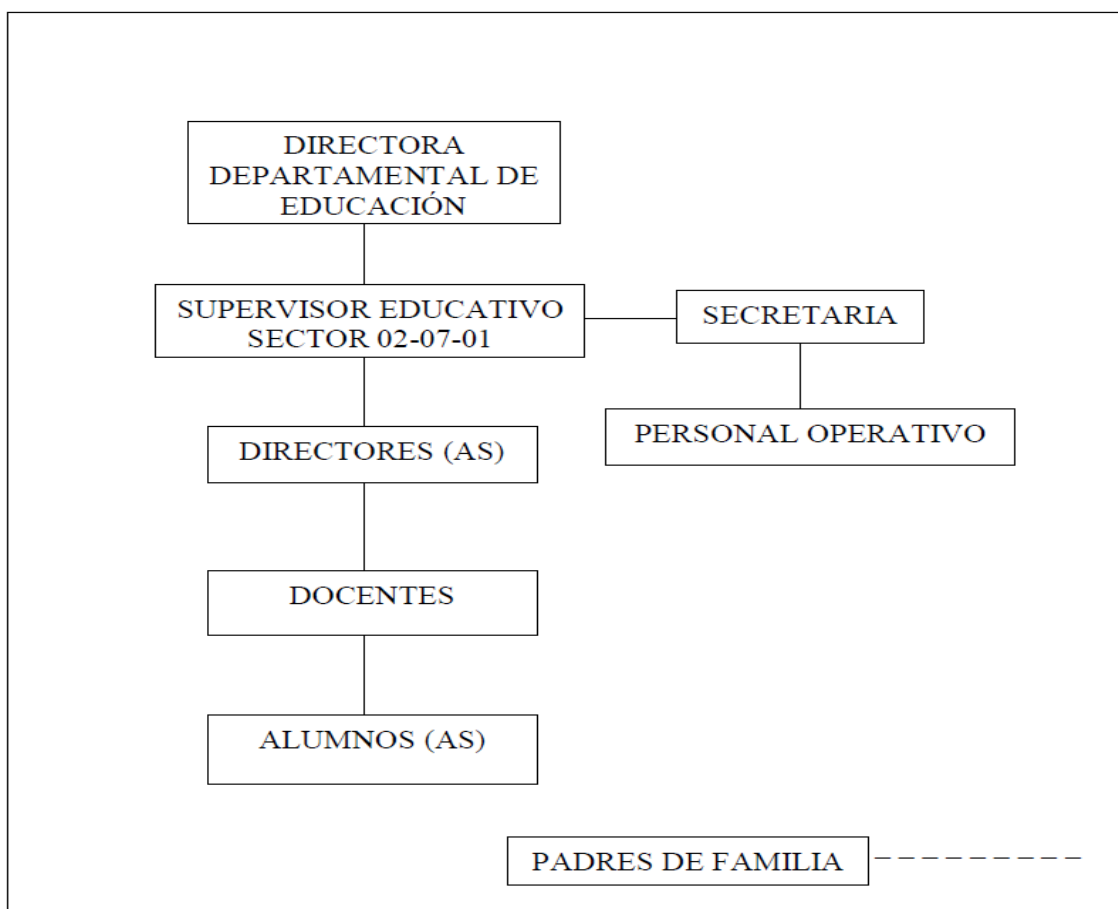 DIRECTORA
DEPARTAMENTAL DE
EDUCACIÓN
SUPERVISOR EDUCATIVO
SECTOR 02-07-01
SECRETARIA
PERSONAL OPERATIVO
DIRECTORES (AS)
DOCENTES
ALUMNOS (AS)
PADRES DE FAMILIA